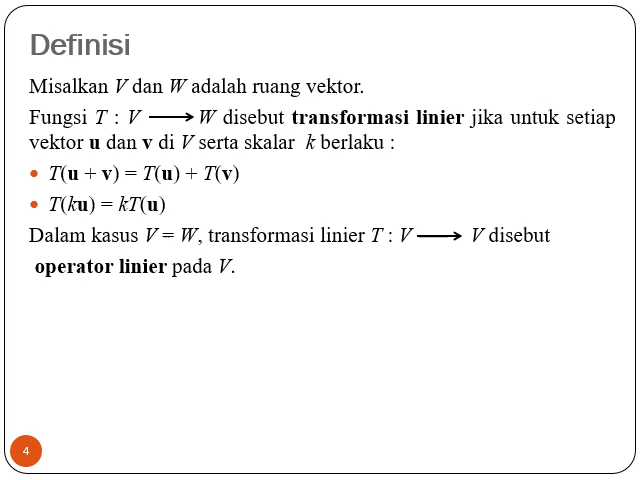 Definisi
Misalkan V dan W adalah ruang vektor.
Fungsi T : V ⟶ W disebut transformasi linier jika untuk setiap
vektor u dan v di V serta skalar k berlaku :
• T(u + v) = T(u) + T(v)
• T(ku) = kT(u)
Dalam kasus V = W, transformasi linier T : V ⟶ V disebut
operator linier pada V.
4